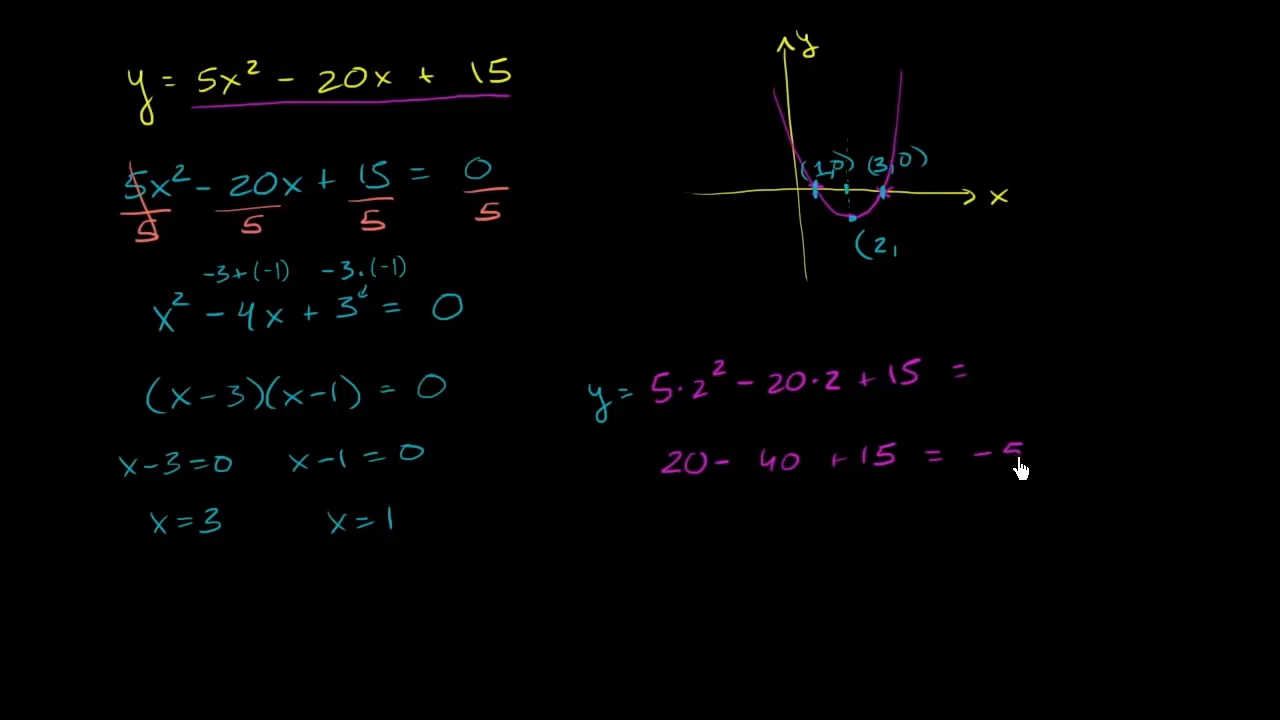 y = 5x² - 20x + 15
5x²/5 - 20x/5 + 15/5 = 0/5
-3+(-1) -3·(-1)
x² - 4x + 3 = 0
(x-3)(x-1) = 0
x-3=0 x-1=0
x=3 x=1
y
(1,0) (3,0)
x
(2,
y = 5·2² - 20·2 + 15 =
20 - 40 + 15 = -5